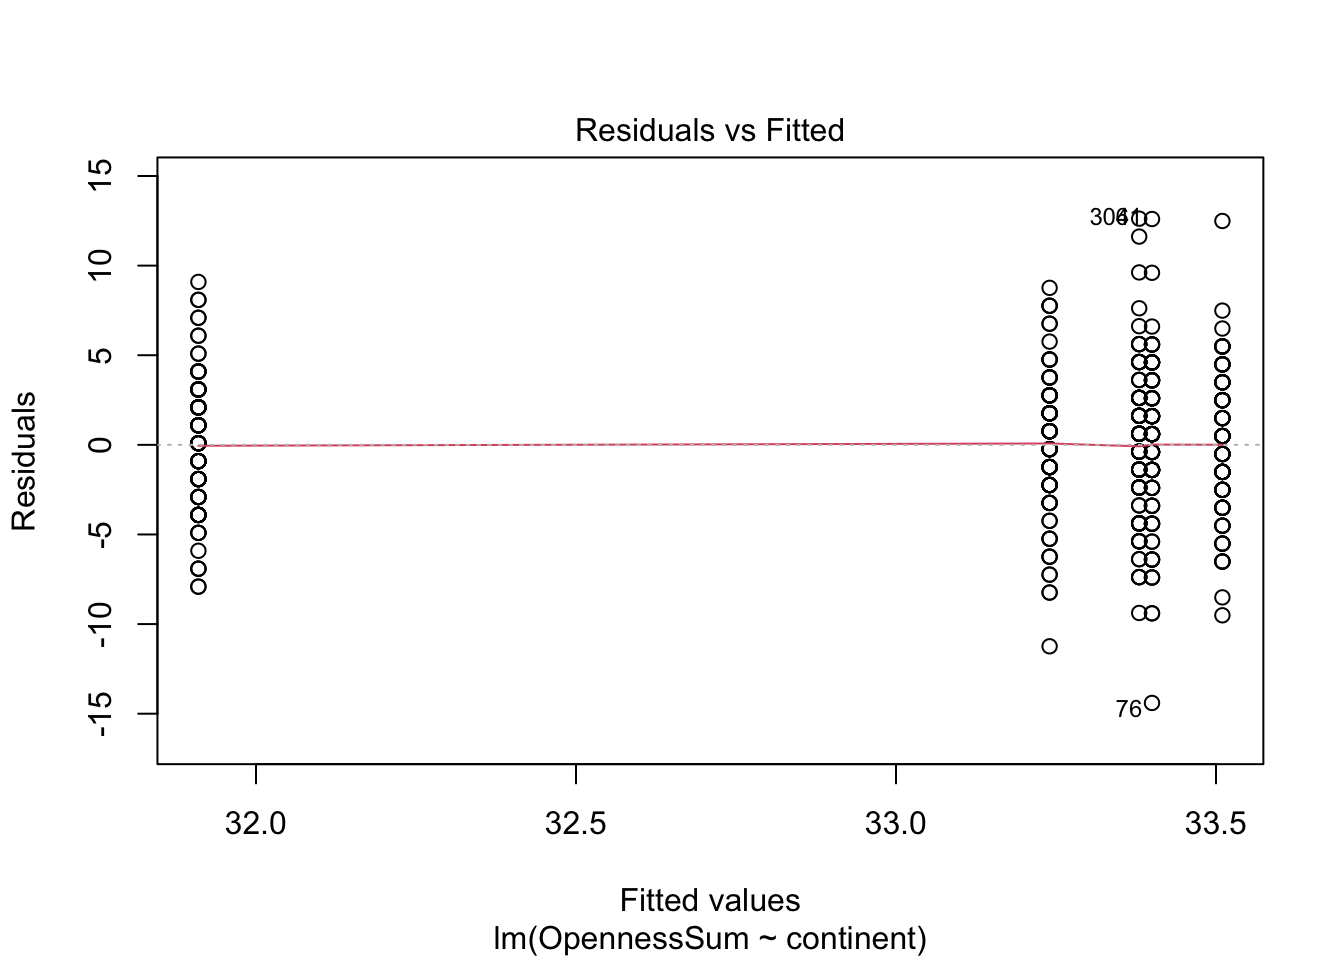 Residuals vs Fitted
Residuals
15
10
5
0
-5
-10
-15
76
32.0 32.5 33.0 33.5
Fitted values
lm(OpennessSum ~ continent)